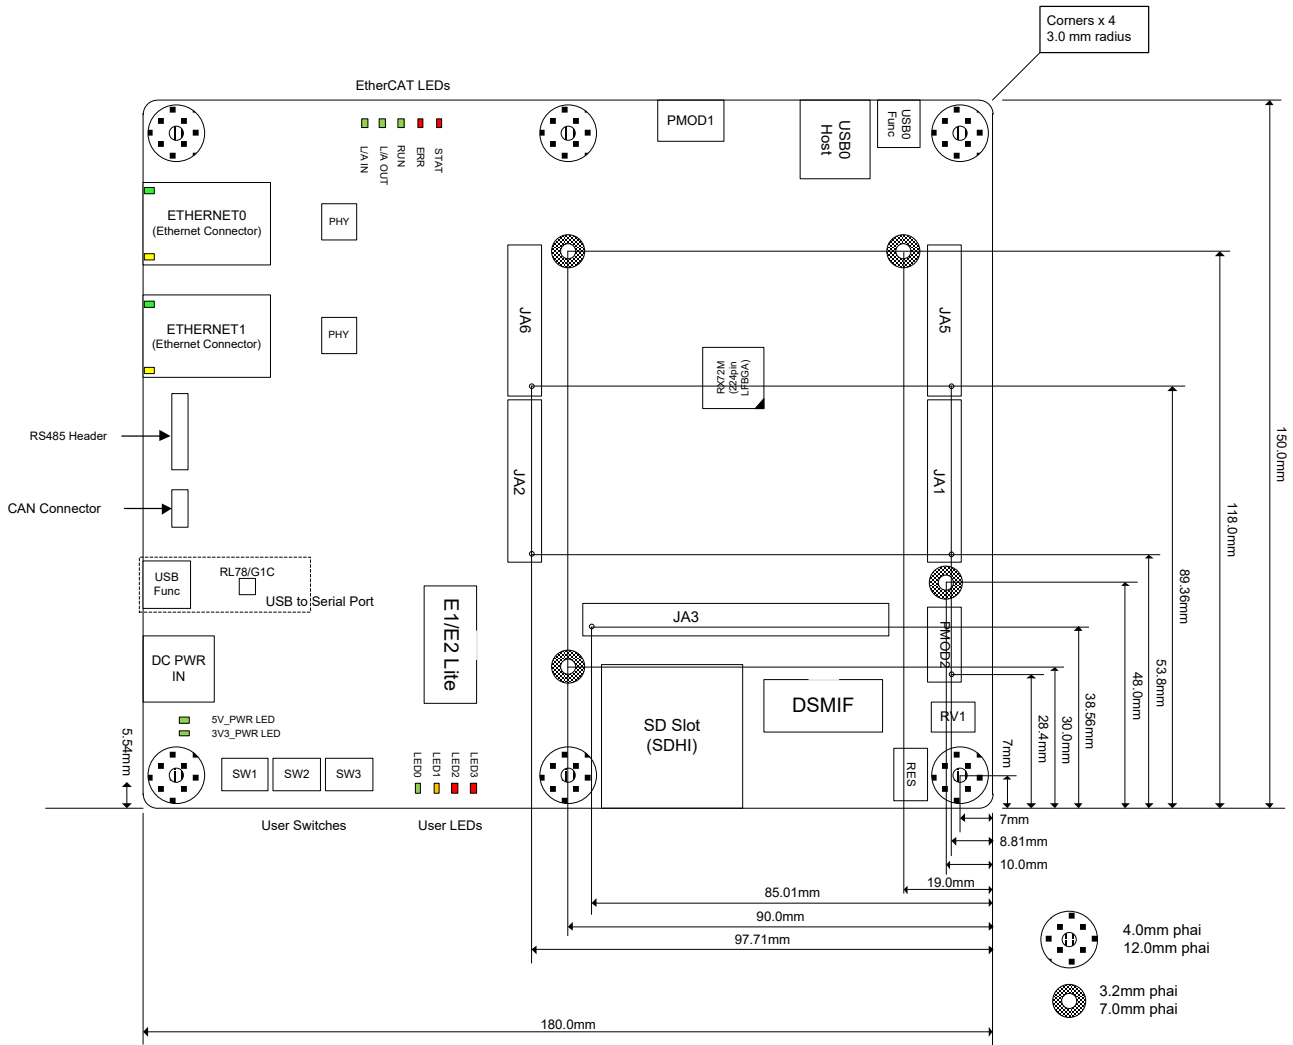 Corners x 4
3.0 mm radius
EtherCAT LEDs
L/A IN
L/A OUT
RUN
ERR
STAT
PMOD1
USB0
Host
USB0
Func
ETHERNET0
(Ethernet Connector)
PHY
ETHERNET1
(Ethernet Connector)
PHY
JA6
JA5
RX72M
(224pin
LFBGA)
RS485 Header
CAN Connector
JA2
JA1
USB
Func
RL78/G1C
USB to Serial Port
E1/E2 Lite
JA3
PMOD2
DC PWR
IN
SD Slot
(SDHI)
DSMIF
RV1
5V_PWR LED
3V3_PWR LED
SW1
SW2
SW3
LED0
LED1
LED2
LED3
RES
User Switches
User LEDs
5.54mm
150.0mm
118.0mm
89.36mm
53.8mm
48.0mm
38.56mm
30.0mm
28.4mm
7mm
7mm
8.81mm
10.0mm
19.0mm
85.01mm
90.0mm
97.71mm
180.0mm
4.0mm phai
12.0mm phai
3.2mm phai
7.0mm phai